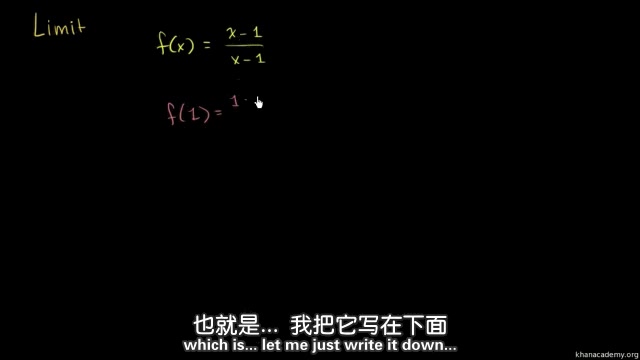 Limit
f(x) = x - 1 / x - 1
f(1) = 1 -
也就是... 我把它写在下面
which is... let me just write it down...
khanacademy.org